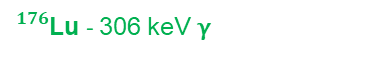 ¹⁷⁶Lu - 306 keV γ